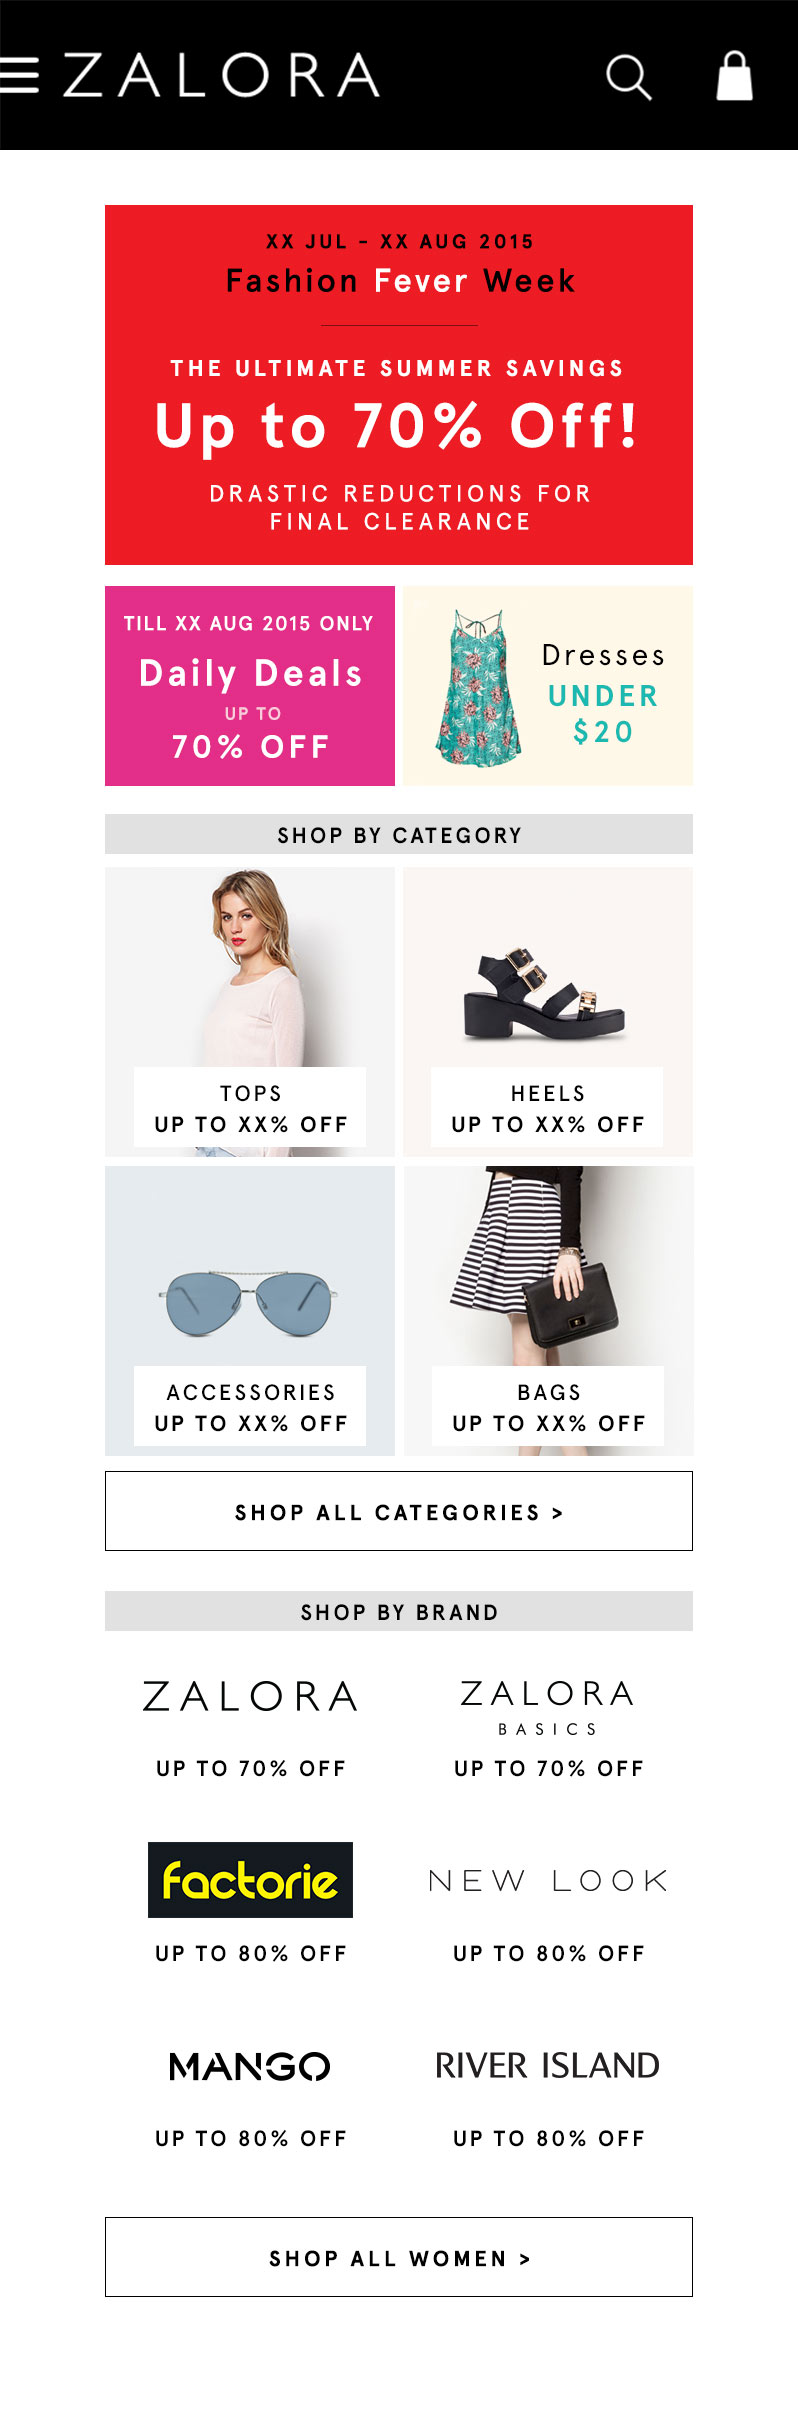 ZALORA
XX JUL - XX AUG 2015
Fashion Fever Week
THE ULTIMATE SUMMER SAVINGS
Up to 70% Off!
DRASTIC REDUCTIONS FOR
FINAL CLEARANCE
TILL XX AUG 2015 ONLY
Daily Deals
UP TO
70% OFF
Dresses
UNDER
$20
SHOP BY CATEGORY
TOPS
UP TO XX% OFF
HEELS
UP TO XX% OFF
ACCESSORIES
UP TO XX% OFF
BAGS
UP TO XX% OFF
SHOP ALL CATEGORIES >
SHOP BY BRAND
ZALORA
UP TO 70% OFF
ZALORA
BASICS
UP TO 70% OFF
factorie
UP TO 80% OFF
NEW LOOK
UP TO 80% OFF
MANGO
UP TO 80% OFF
RIVER ISLAND
UP TO 80% OFF
SHOP ALL WOMEN >